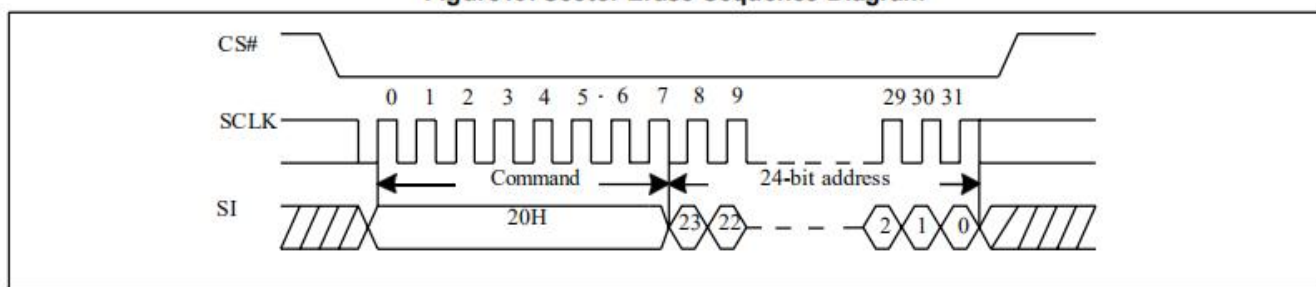 CS#
0 1 2 3 4 5 · 6 7 8 9 29 30 31
SCLK
Command 24-bit address
SI
20H 23 22 2 1 0